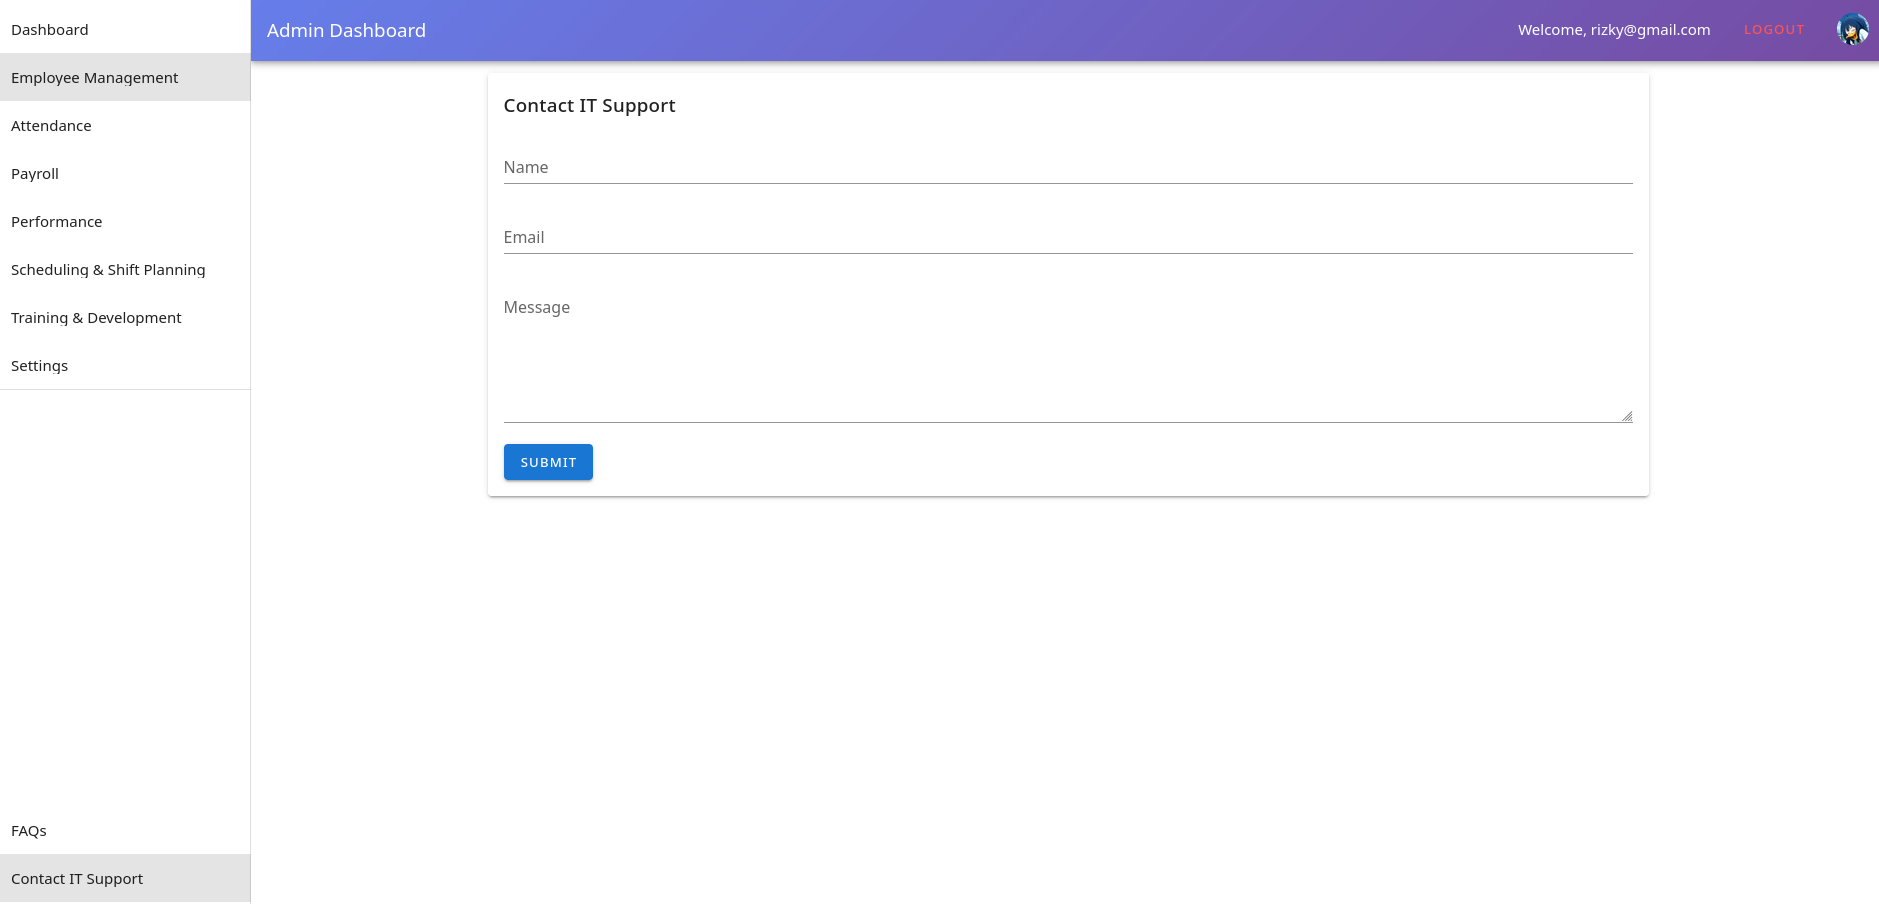 Dashboard
Employee Management
Attendance
Payroll
Performance
Scheduling & Shift Planning
Training & Development
Settings
FAQs
Contact IT Support
Admin Dashboard
Welcome, rizky@gmail.com
LOGOUT
Contact IT Support
Name
Email
Message
SUBMIT